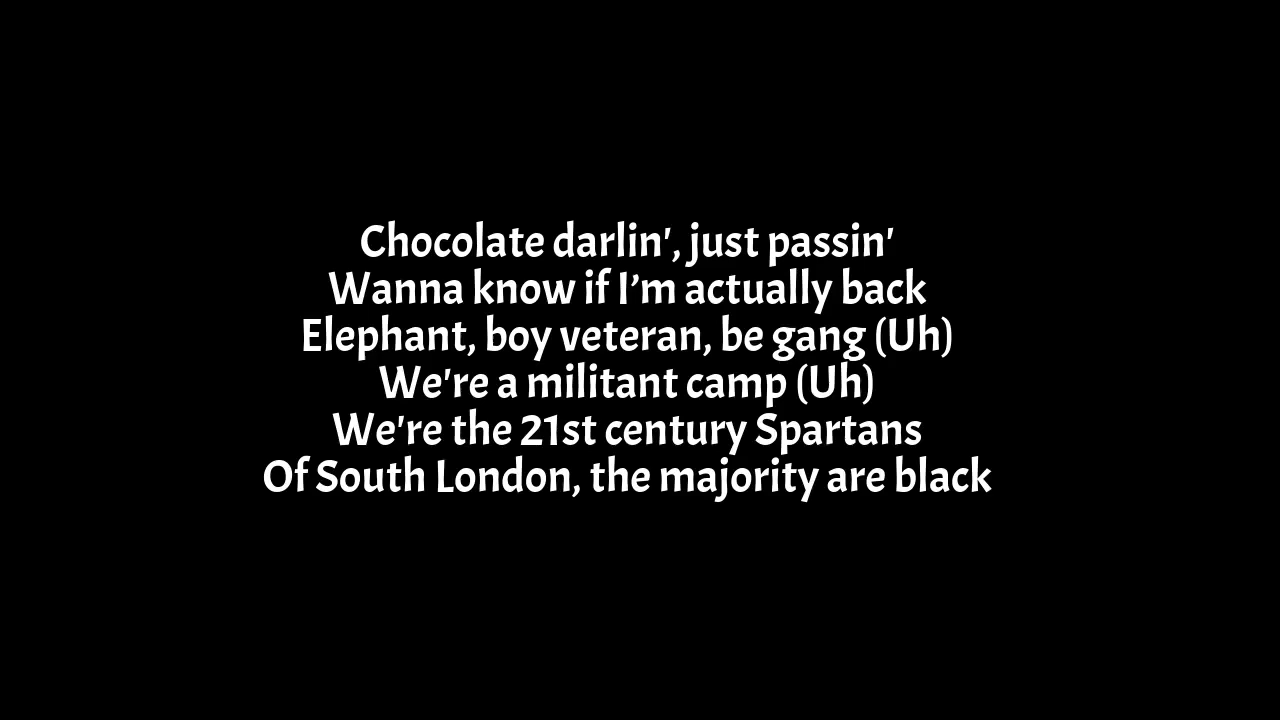 Chocolate darlin', just passin'
Wanna know if I’m actually back
Elephant, boy veteran, be gang (Uh)
We're a militant camp (Uh)
We're the 21st century Spartans
Of South London, the majority are black